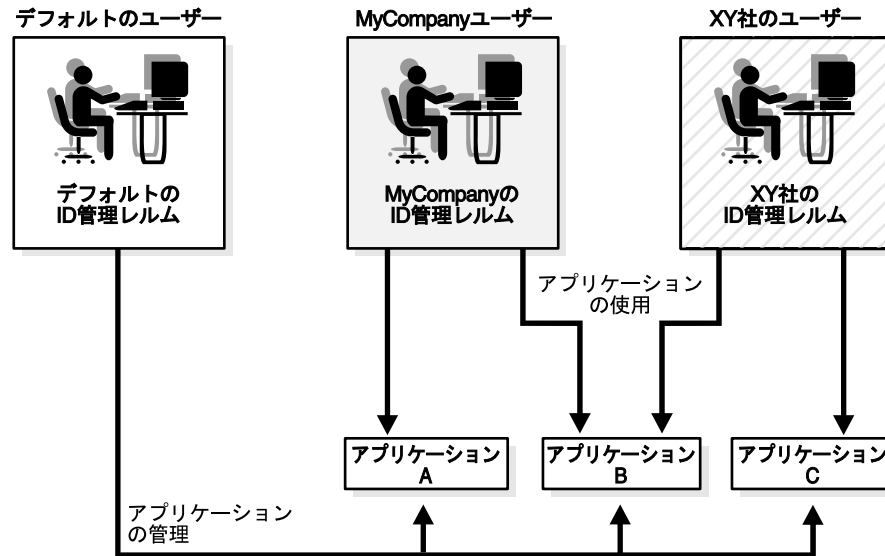 デフォルトのユーザー
MyCompanyユーザー
XY社のユーザー
デフォルトの
ID管理レルム
MyCompanyの
ID管理レルム
XY社の
ID管理レルム
アプリケーション
の使用
アプリケーション
A
アプリケーション
B
アプリケーション
C
アプリケーション
の管理